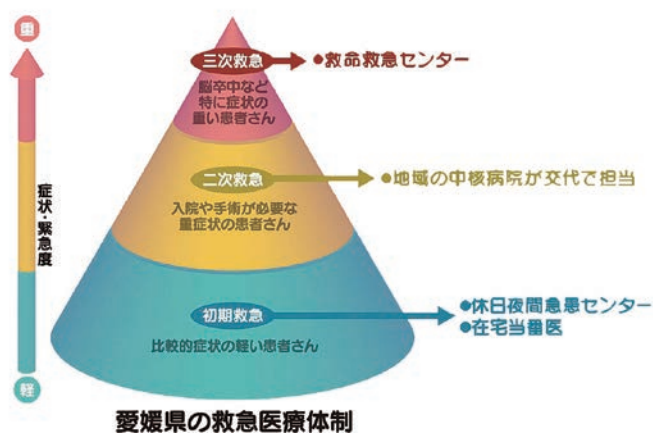 重
三次救急
●救命救急センター
脳卒中など
特に症状の
重い患者さん
二次救急
●地域の中核病院が交代で担当
入院や手術が必要な
重症状の患者さん
症状・緊急度
初期救急
●休日夜間急患センター
●在宅当番医
比較的症状の軽い患者さん
軽
愛媛県の救急医療体制